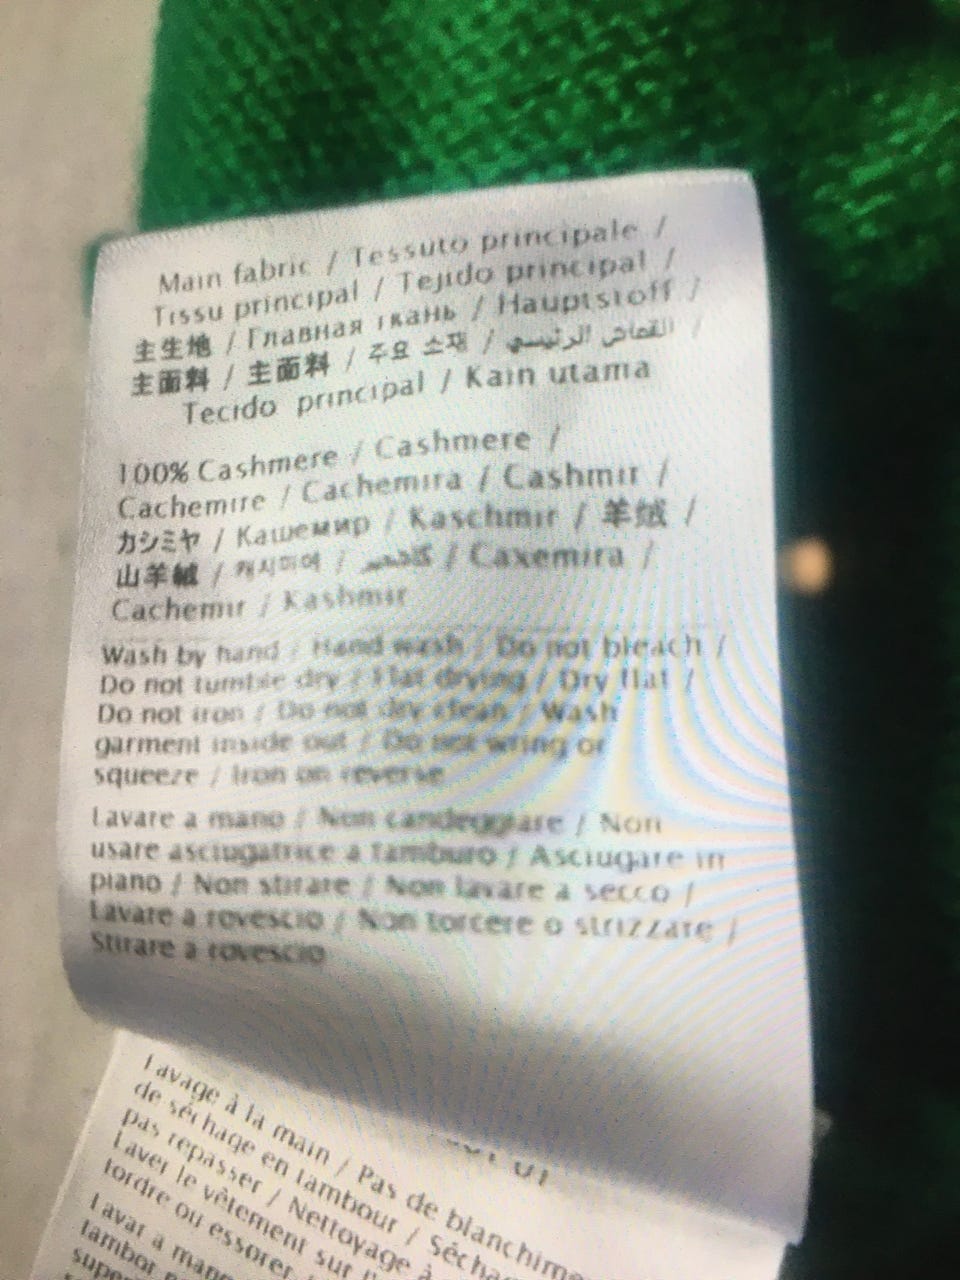 Main fabric / Tessuto principale /
Tissu principal / Tejido principal /
主生地 / Главная ткань / Hauptstoff /
主面料 / 主面料 / 주요 소재 / القماش الرئيسي /
Tecido principal / Kain utama
100% Cashmere / Cashmere /
Cachemire / Cachemira / Cashmir /
カシミヤ / Кашемир / Kaschmir / 羊绒 /
山羊絨 / 캐시미어 / كشمير / Caxemira /
Cachemir / Kashmir
Wash by hand / Hand wash / Do not bleach /
Do not tumble dry / Flat drying / Dry flat /
Do not iron / Do not dry clean / Wash
garment inside out / Do not wring or
squeeze / Iron on reverse
Lavare a mano / Non candeggiare / Non
usare asciugatrice a tamburo / Asciugare in
piano / Non stirare / Non lavare a secco /
Lavare a rovescio / Non torcere o strizzare /
Stirare a rovescio
Lavage à la main / Pas de blanchime
de séchage en tambour / Séchag
pas repasser / Nettoyage à
Laver le vêtement sur l'
tordre ou essorer /
Lavar a mano
tambor
super